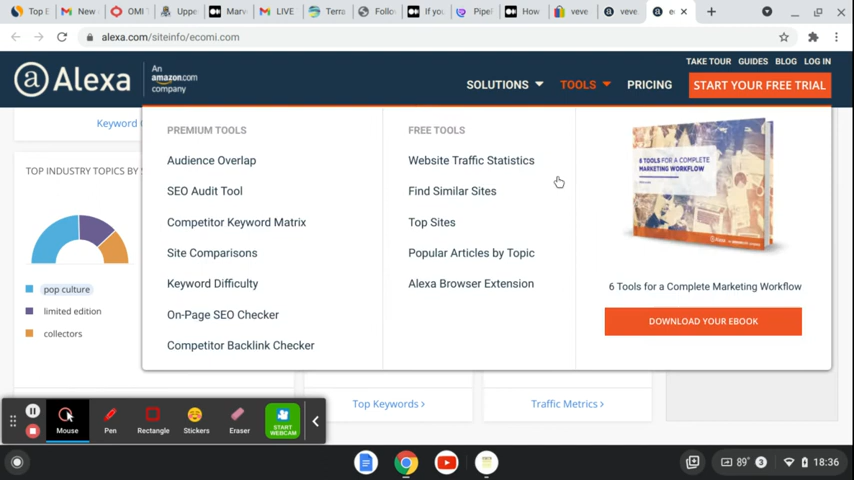 Top E
New
OMI T
Uppe
Marv
LIVE
Terra
Follo
If you
PipeF
How
veve
veve
alexa.com/siteinfo/ecomi.com
Alexa
An
amazon.com
company
TAKE TOUR GUIDES BLOG LOG IN
SOLUTIONS TOOLS PRICING START YOUR FREE TRIAL
Keyword
TOP INDUSTRY TOPICS BY S
pop culture
limited edition
collectors
PREMIUM TOOLS
Audience Overlap
SEO Audit Tool
Competitor Keyword Matrix
Site Comparisons
Keyword Difficulty
On-Page SEO Checker
Competitor Backlink Checker
FREE TOOLS
Website Traffic Statistics
Find Similar Sites
Top Sites
Popular Articles by Topic
Alexa Browser Extension
6 TOOLS FOR A COMPLETE
MARKETING WORKFLOW
6 Tools for a Complete Marketing Workflow
DOWNLOAD YOUR EBOOK
Top Keywords >
Traffic Metrics >
Mouse
Pen
Rectangle
Stickers
Eraser
START
WEBCAM
89° 3 18:36